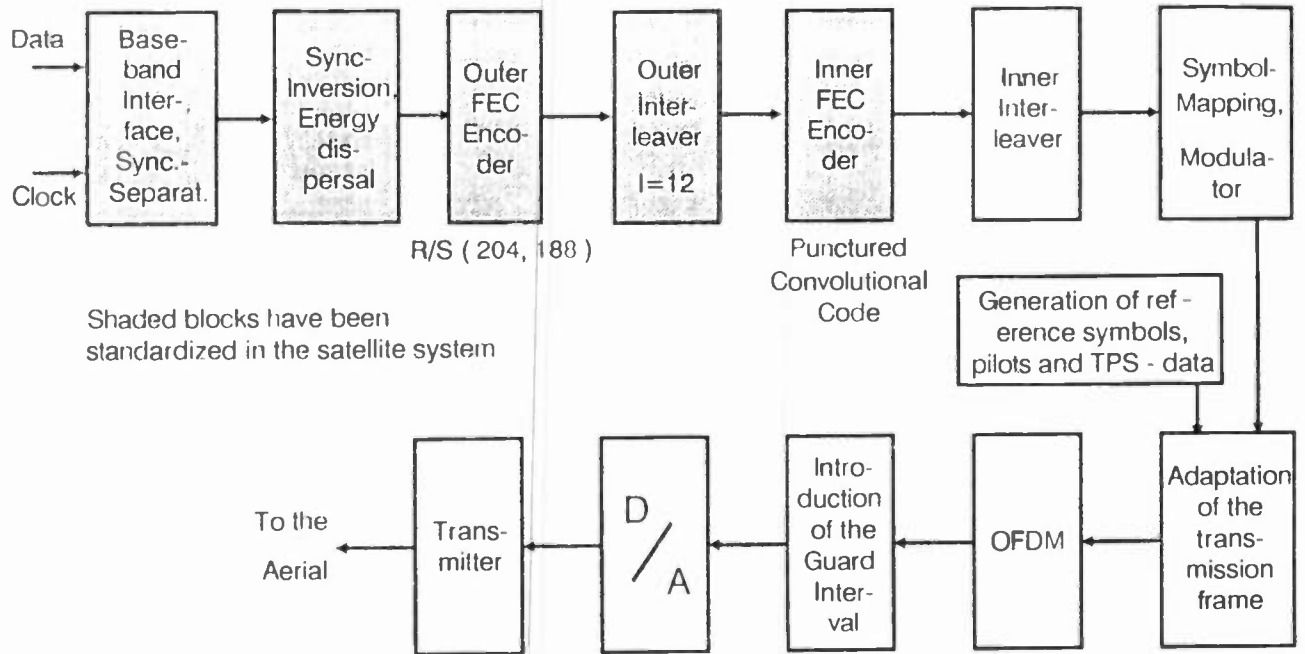 Data
Clock
Base-
band
Inter-
face,
Sync.-
Separat.
Sync-
Inversion,
Energy
dis-
persal
Outer
FEC
Enco-
der
R/S ( 204, 188 )
Outer
Inter-
leaver
I=12
Inner
FEC
Enco-
der
Punctured
Convolutional
Code
Inner
Inter-
leaver
Symbol-
Mapping,
Modula-
tor
Shaded blocks have been
standardized in the satellite system
Generation of ref -
erence symbols,
pilots and TPS - data
Adaptation
of the
trans-
mission
frame
OFDM
Intro-
duction
of the
Guard
Inter-
val
D/A
Trans-
mitter
To the
Aerial